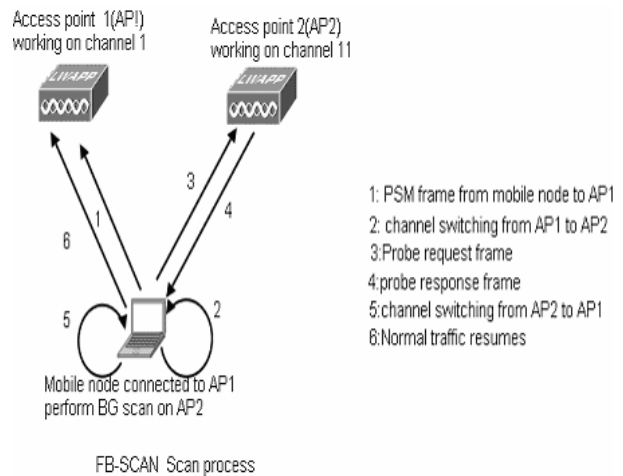 Access point 1(AP!)
working on channel 1
Access point 2(AP2)
working on channel 11
LWAPP
LWAPP
3
4
1
6
5
2
1: PSM frame from mobile node to AP1
2: channel switching from AP1 to AP2
3:Probe request frame
4:probe response frame
5:channel switching from AP2 to AP1
6:Normal traffic resumes
Mobile node connected to AP1
perform BG scan on AP2
FB-SCAN Scan process